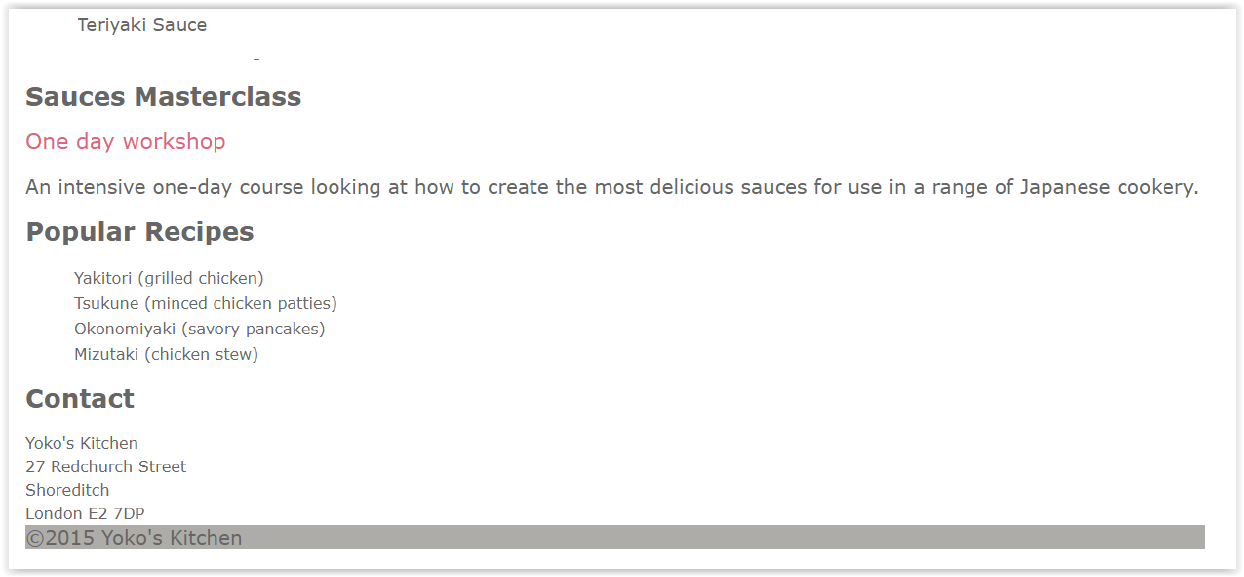 Teriyaki Sauce
-
Sauces Masterclass
One day workshop
An intensive one-day course looking at how to create the most delicious sauces for use in a range of Japanese cookery.
Popular Recipes
Yakitori (grilled chicken)
Tsukune (minced chicken patties)
Okonomiyaki (savory pancakes)
Mizutaki (chicken stew)
Contact
Yoko's Kitchen
27 Redchurch Street
Shoreditch
London E2 7DP
©2015 Yoko's Kitchen